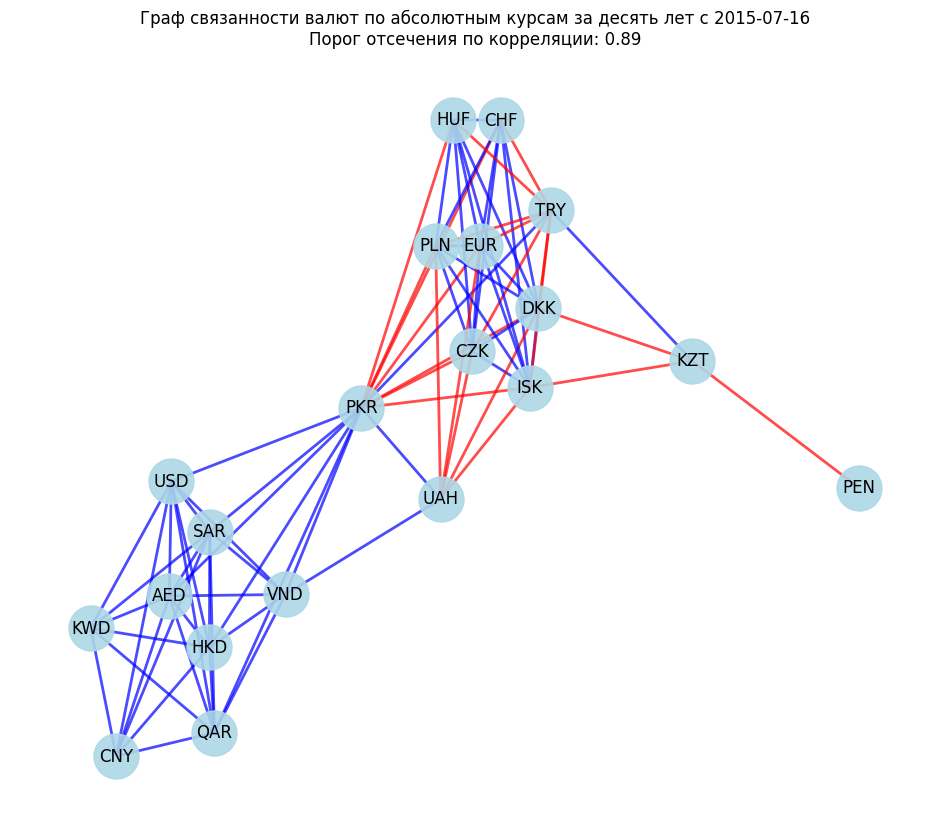 Граф связанности валют по абсолютным курсам за десять лет с 2015-07-16
Порог отсечения по корреляции: 0.89
HUF
CHF
TRY
PLN
EUR
DKK
CZK
KZT
ISK
PKR
USD
PEN
UAH
SAR
AED
VND
KWD
HKD
QAR
CNY